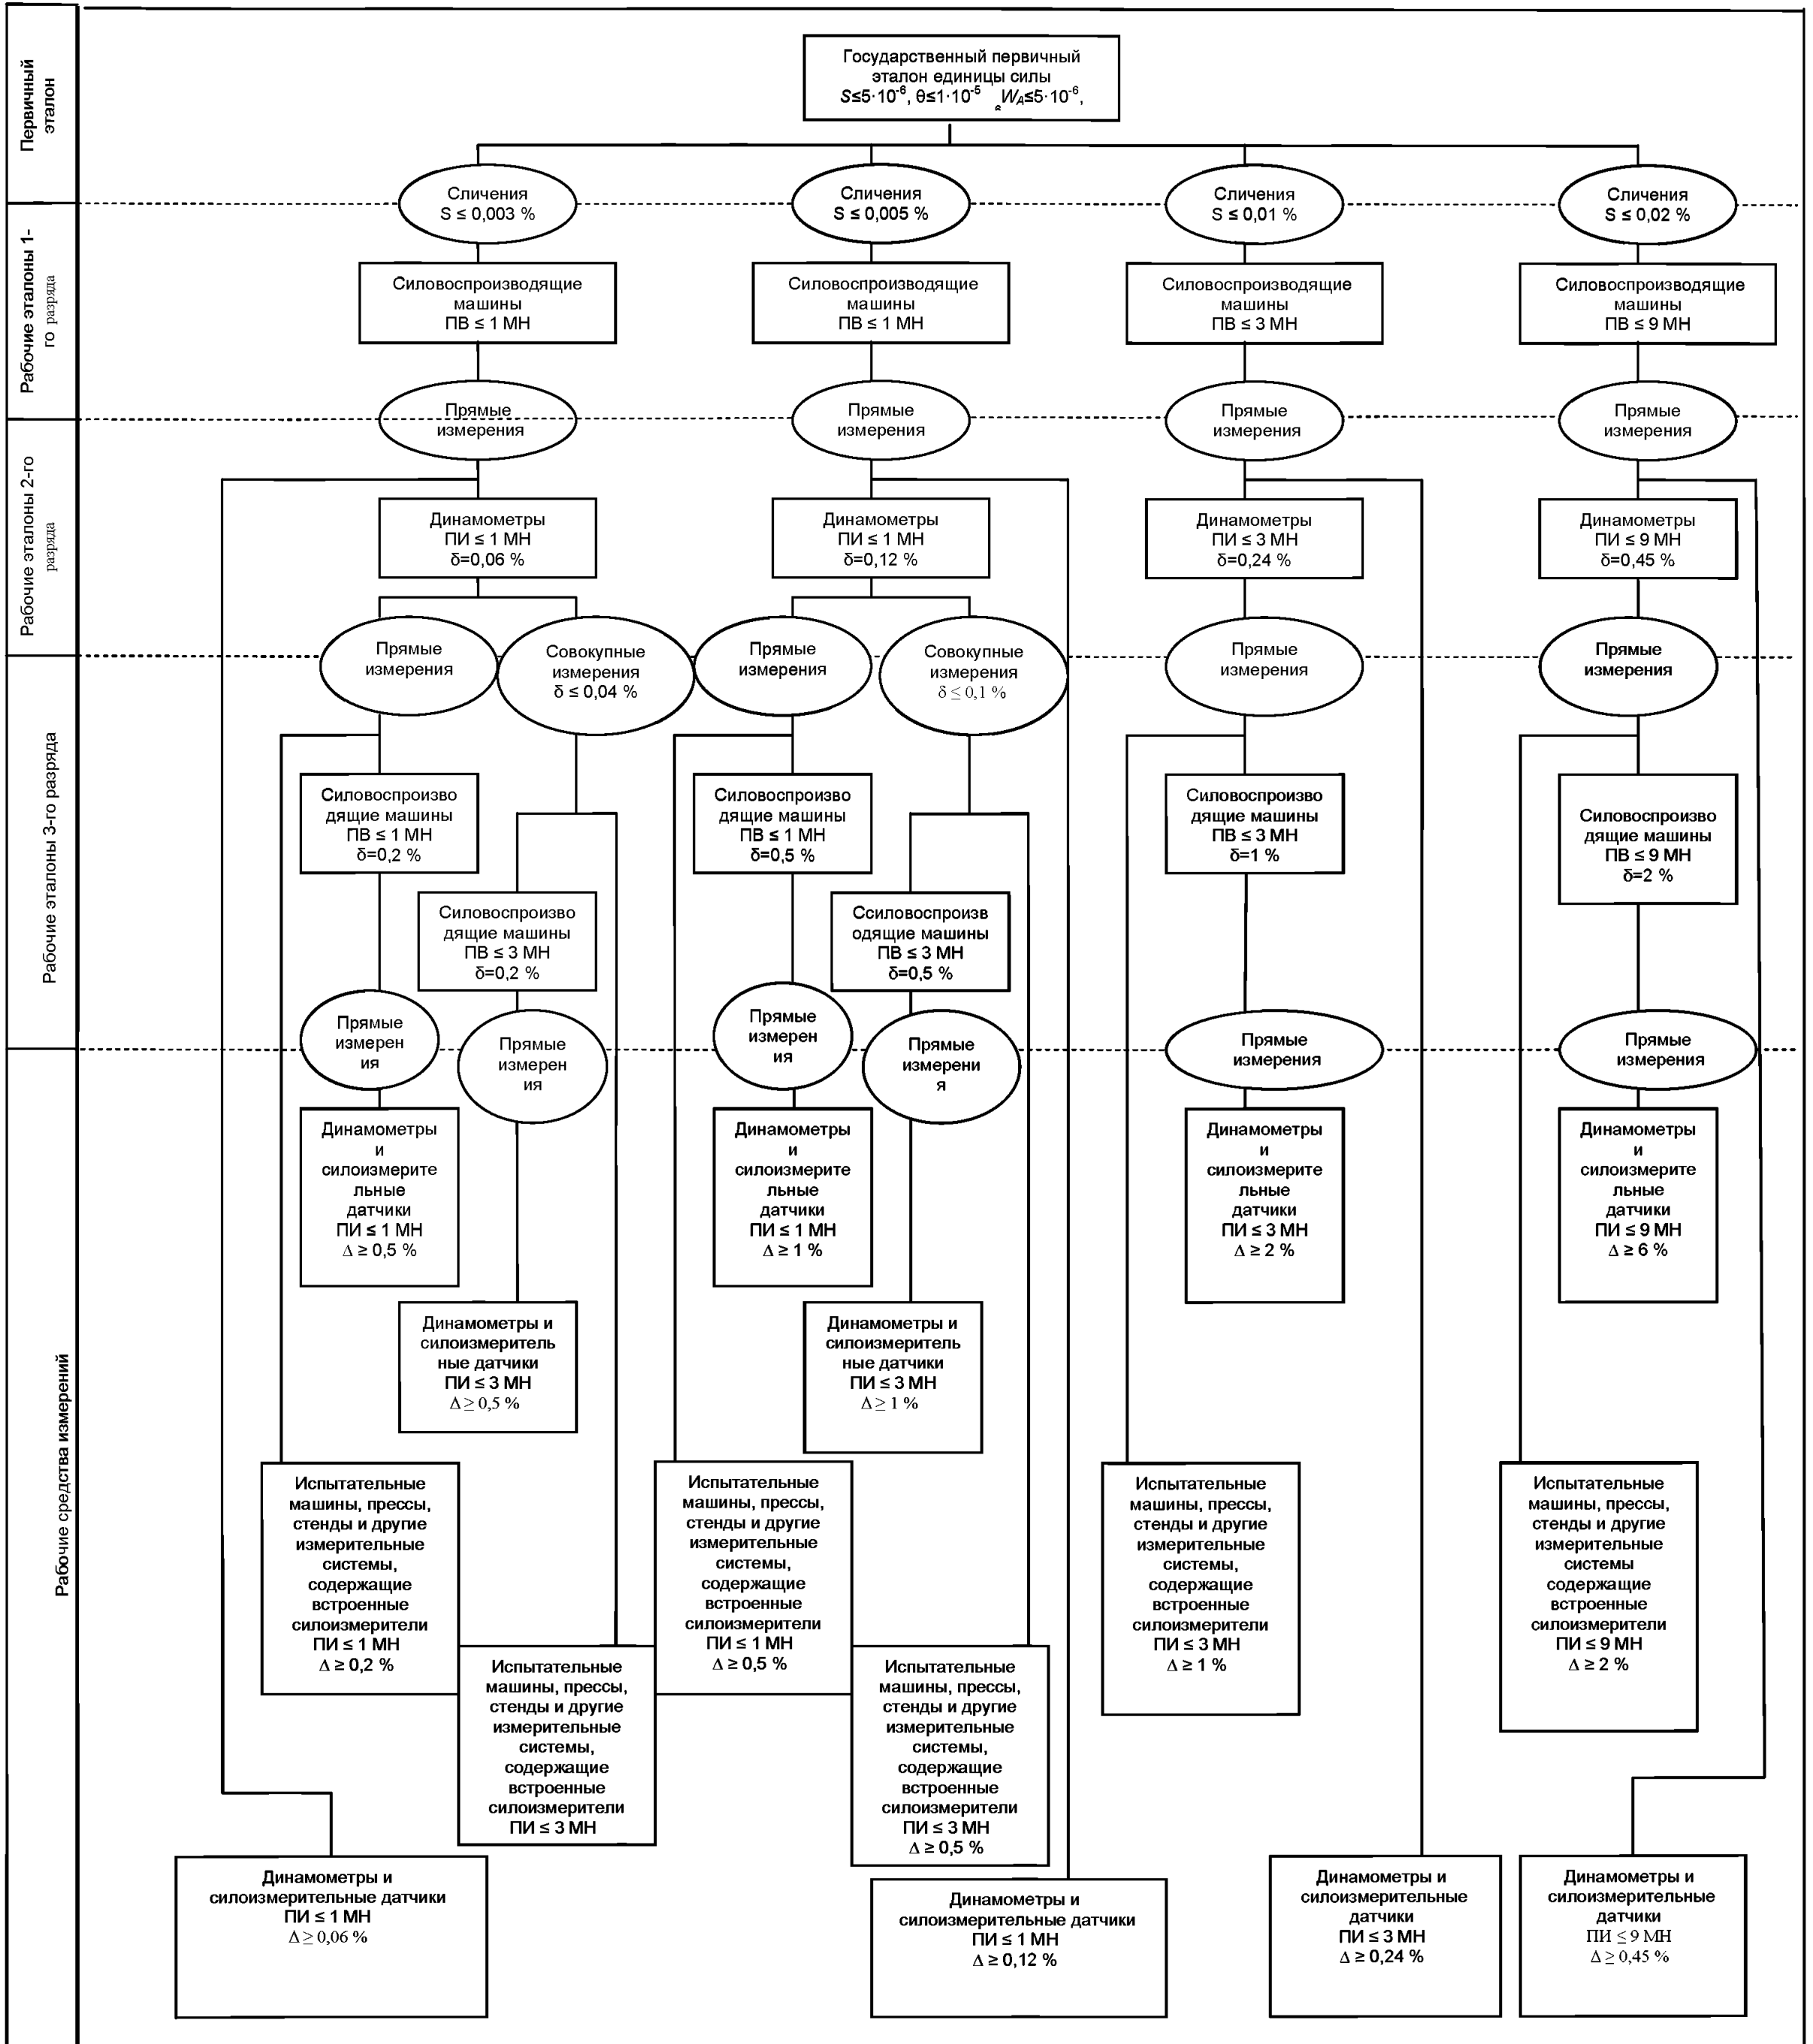 Первичный
эталон
Государственный первичный
эталон единицы силы
S≤5·10-6, θ≤1·10-5 6WA≤5·10-6,
Сличения
S ≤ 0,003 %
Сличения
S ≤ 0,005 %
Сличения
S ≤ 0,01 %
Сличения
S ≤ 0,02 %
Рабочие эталоны 1-
го разряда
Силовоспроизводящие
машины
ПВ ≤ 1 МН
Силовоспроизводящие
машины
ПВ ≤ 1 МН
Силовоспроизводящие
машины
ПВ ≤ 3 МН
Силовоспроизводящие
машины
ПВ ≤ 9 МН
Прямые
измерения
Прямые
измерения
Прямые
измерения
Прямые
измерения
Рабочие эталоны 2-го
разряда
Динамометры
ПИ ≤ 1 МН
δ=0,06 %
Динамометры
ПИ ≤ 1 МН
δ=0,12 %
Динамометры
ПИ ≤ 3 МН
δ=0,24 %
Динамометры
ПИ ≤ 9 МН
δ=0,45 %
Прямые
измерения
Совокупные
измерения
δ ≤ 0,04 %
Прямые
измерения
Совокупные
измерения
δ ≤ 0,1 %
Прямые
измерения
Прямые
измерения
Рабочие эталоны 3-го разряда
Силовоспроизво
дящие машины
ПВ ≤ 1 МН
δ=0,2 %
Силовоспроизво
дящие машины
ПВ ≤ 3 МН
δ=0,2 %
Силовоспроизво
дящие машины
ПВ ≤ 1 МН
δ=0,5 %
Ссиловоспроизв
одящие машины
ПВ ≤ 3 МН
δ=0,5 %
Силовоспроизво
дящие машины
ПВ ≤ 3 МН
δ=1 %
Силовоспроизво
дящие машины
ПВ ≤ 9 МН
δ=2 %
Прямые
измерен
ия
Прямые
измерен
ия
Прямые
измерен
ия
Прямые
измерени
я
Прямые
измерения
Прямые
измерения
Рабочие средства измерений
Динамометры
и
силоизмерите
льные
датчики
ПИ ≤ 1 МН
Δ ≥ 0,5 %
Динамометры
и
силоизмерите
льные
датчики
ПИ ≤ 1 МН
Δ ≥ 1 %
Динамометры
и
силоизмерите
льные
датчики
ПИ ≤ 3 МН
Δ ≥ 2 %
Динамометры
и
силоизмерите
льные
датчики
ПИ ≤ 9 МН
Δ ≥ 6 %
Динамометры и
силоизмеритель
ные датчики
ПИ ≤ 3 МН
Δ ≥ 0,5 %
Динамометры и
силоизмеритель
ные датчики
ПИ ≤ 3 МН
Δ ≥ 1 %
Испытательные
машины, прессы,
стенды и другие
измерительные
системы,
содержащие
встроенные
силоизмерители
ПИ ≤ 1 МН
Δ ≥ 0,2 %
Испытательные
машины, прессы,
стенды и другие
измерительные
системы,
содержащие
встроенные
силоизмерители
ПИ ≤ 3 МН
Испытательные
машины, прессы,
стенды и другие
измерительные
системы,
содержащие
встроенные
силоизмерители
ПИ ≤ 1 МН
Δ ≥ 0,5 %
Испытательные
машины, прессы,
стенды и другие
измерительные
системы,
содержащие
встроенные
силоизмерители
ПИ ≤ 3 МН
Δ ≥ 0,5 %
Испытательные
машины, прессы,
стенды и другие
измерительные
системы,
содержащие
встроенные
силоизмерители
ПИ ≤ 3 МН
Δ ≥ 1 %
Испытательные
машины, прессы,
стенды и другие
измерительные
системы
содержащие
встроенные
силоизмерители
ПИ ≤ 9 МН
Δ ≥ 2 %
Динамометры и
силоизмерительные датчики
ПИ ≤ 1 МН
Δ ≥ 0,06 %
Динамометры и
силоизмерительные датчики
ПИ ≤ 1 МН
Δ ≥ 0,12 %
Динамометры и
силоизмерительные
датчики
ПИ ≤ 3 МН
Δ ≥ 0,24 %
Динамометры и
силоизмерительные
датчики
ПИ ≤ 9 МН
Δ ≥ 0,45 %